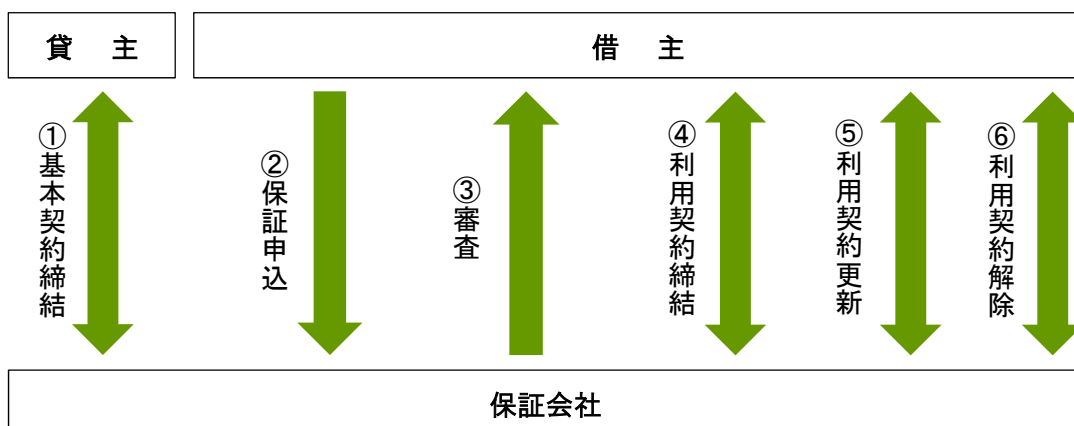 貸　主
借　主
①基本契約締結
②保証申込
③審査
④利用契約締結
⑤利用契約更新
⑥利用契約解除
保証会社